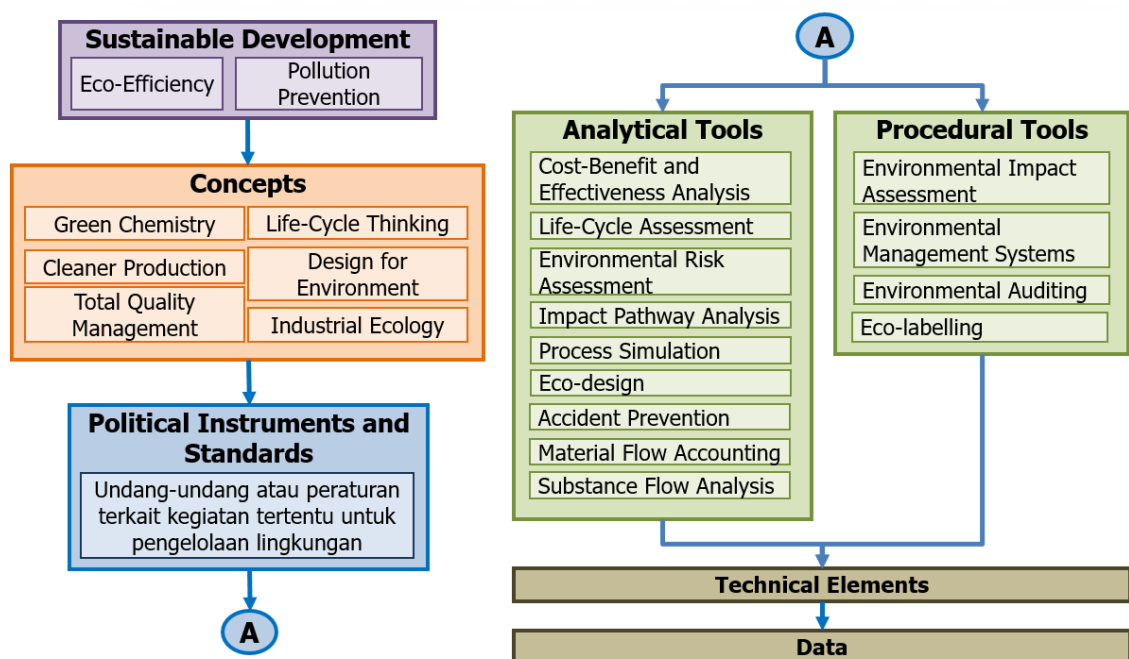 Sustainable Development
Eco-Efficiency
Pollution
Prevention
Concepts
Green Chemistry
Life-Cycle Thinking
Cleaner Production
Design for
Environment
Total Quality
Management
Industrial Ecology
Political Instruments and
Standards
Undang-undang atau peraturan
terkait kegiatan tertentu untuk
pengelolaan lingkungan
A
A
Analytical Tools
Cost-Benefit and
Effectiveness Analysis
Life-Cycle Assessment
Environmental Risk
Assessment
Impact Pathway Analysis
Process Simulation
Eco-design
Accident Prevention
Material Flow Accounting
Substance Flow Analysis
Procedural Tools
Environmental Impact
Assessment
Environmental
Management Systems
Environmental Auditing
Eco-labelling
Technical Elements
Data